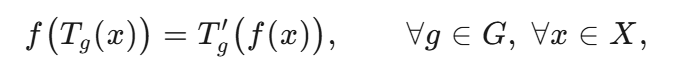 f(T_g(x)) = T'_g(f(x)), ∀g ∈ G, ∀x ∈ X,